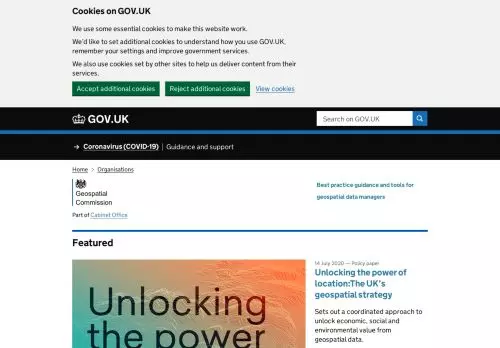 Cookies on GOV.UK
We use some essential cookies to make this website work.
We'd like to set additional cookies to understand how you use GOV.UK,
remember your settings and improve government services.
We also use cookies set by other sites to help us deliver content from their
services.
Accept additional cookies
Reject additional cookies
View cookies
GOV.UK
Search on GOV.UK
→ Coronavirus (COVID-19) | Guidance and support
Home > Organisations
Geospatial
Commission
Part of Cabinet Office
Best practice guidance and tools for
geospatial data managers
Featured
Unlocking
the power
14 July 2020 — Policy paper
Unlocking the power of
location:The UK's
geospatial strategy
Sets out a coordinated approach to
unlock economic, social and
environmental value from
geospatial data.